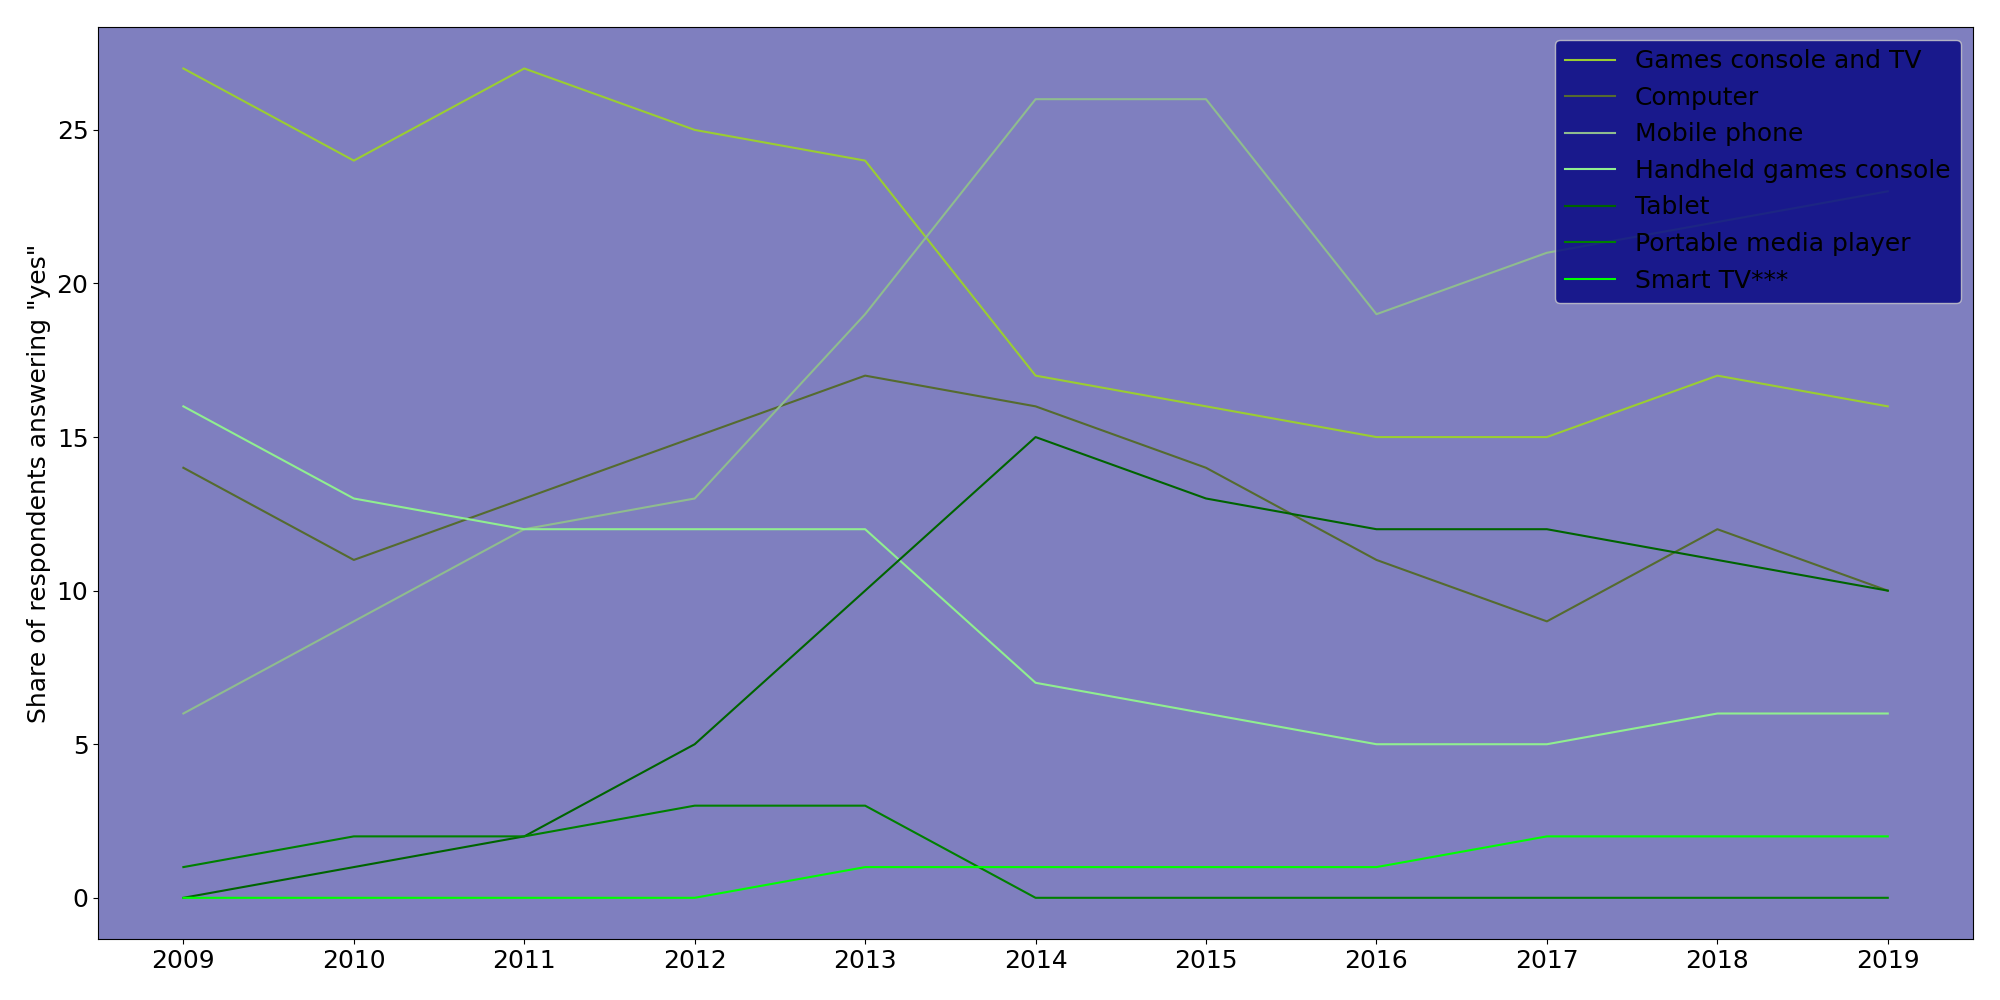 Games console and TV
Computer
Mobile phone
Handheld games console
Tablet
Portable media player
Smart TV***
Share of respondents answering "yes"
25
20
15
10
5
0
2009 2010 2011 2012 2013 2014 2015 2016 2017 2018 2019